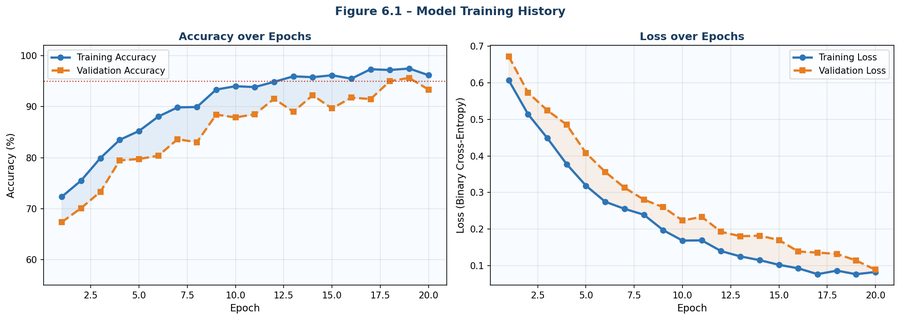 Figure 6.1 – Model Training History
Accuracy over Epochs
Training Accuracy
Validation Accuracy
100
90
80
70
60
Accuracy (%)
2.5 5.0 7.5 10.0 12.5 15.0 17.5 20.0
Epoch
Loss over Epochs
Training Loss
Validation Loss
0.7
0.6
0.5
0.4
0.3
0.2
0.1
Loss (Binary Cross-Entropy)
2.5 5.0 7.5 10.0 12.5 15.0 17.5 20.0
Epoch